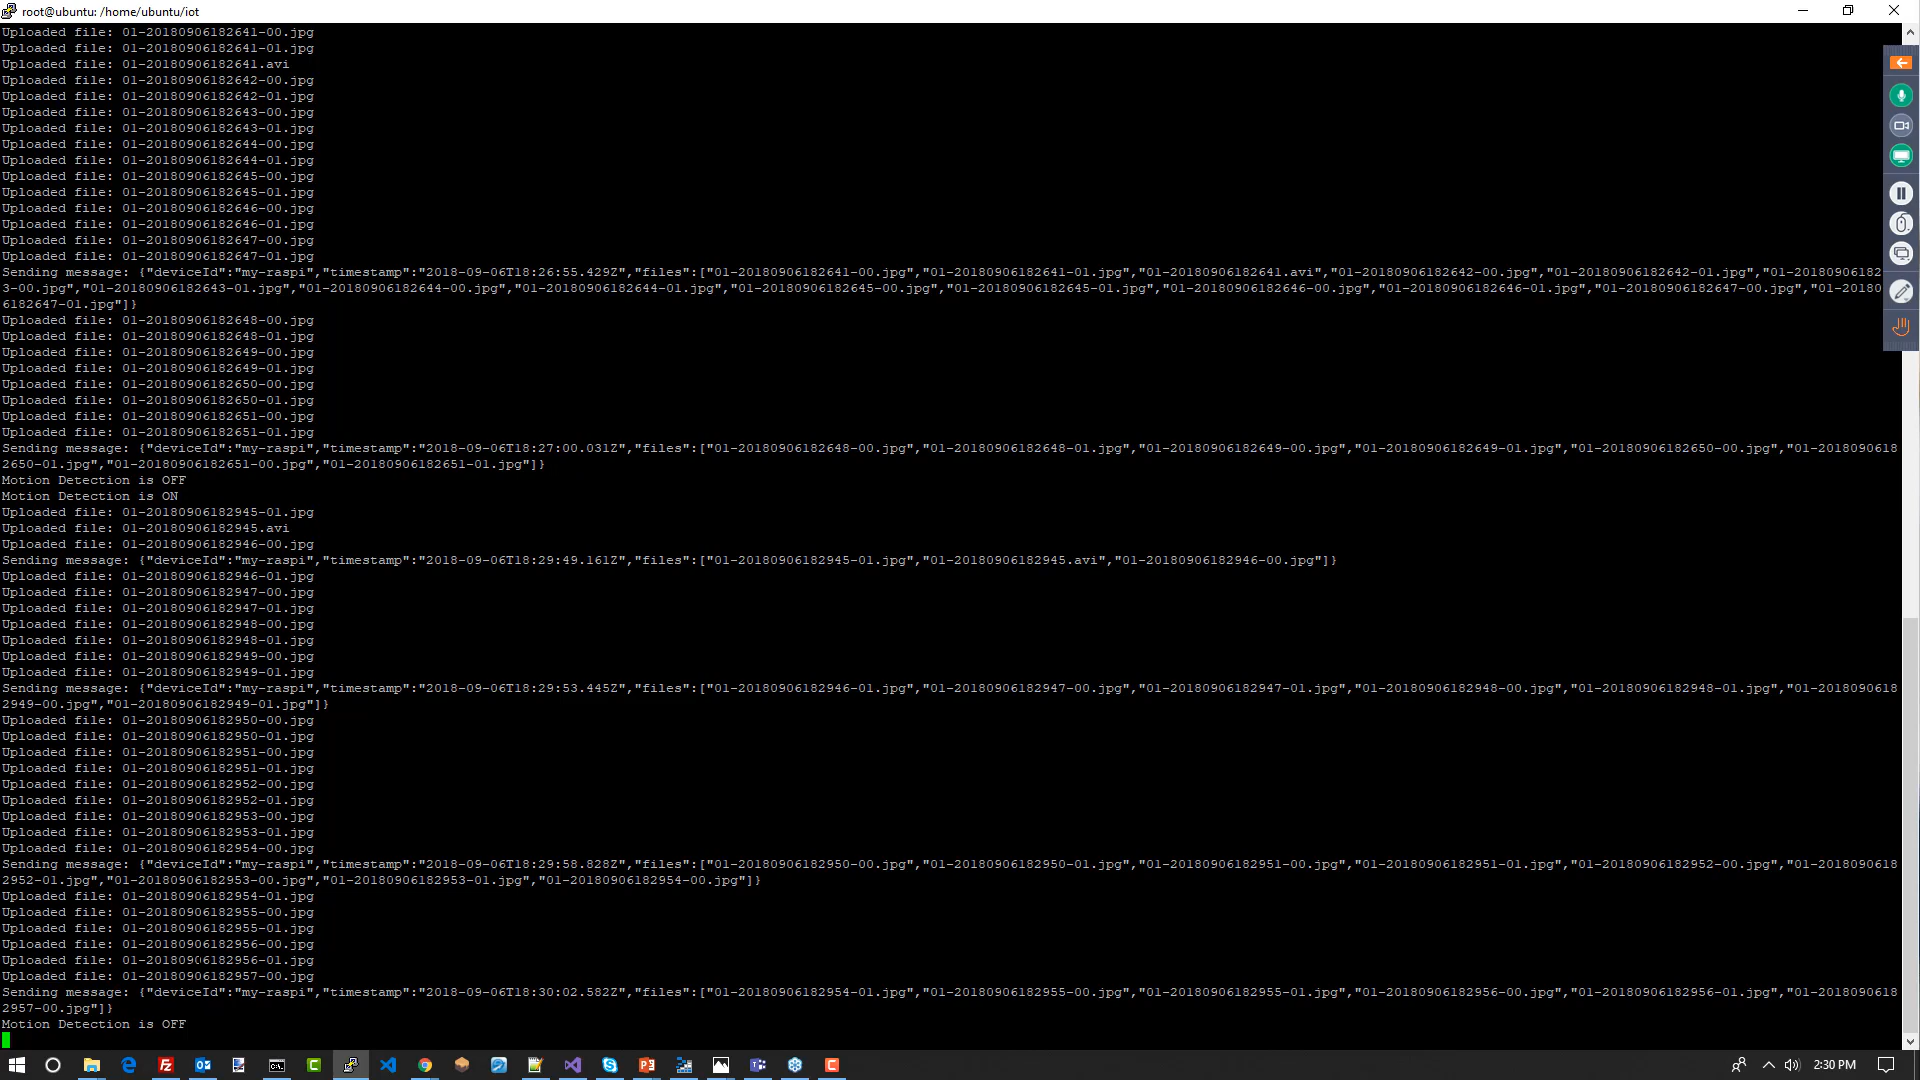 root@ubuntu: /home/ubuntu/iot
Uploaded file: 01-20180906182641-00.jpg
Uploaded file: 01-20180906182641-01.jpg
Uploaded file: 01-20180906182641.avi
Uploaded file: 01-20180906182642-00.jpg
Uploaded file: 01-20180906182642-01.jpg
Uploaded file: 01-20180906182643-00.jpg
Uploaded file: 01-20180906182643-01.jpg
Uploaded file: 01-20180906182644-00.jpg
Uploaded file: 01-20180906182644-01.jpg
Uploaded file: 01-20180906182645-00.jpg
Uploaded file: 01-20180906182645-01.jpg
Uploaded file: 01-20180906182646-00.jpg
Uploaded file: 01-20180906182646-01.jpg
Uploaded file: 01-20180906182647-00.jpg
Uploaded file: 01-20180906182647-01.jpg
Sending message: {"deviceId":"my-raspi","timestamp":"2018-09-06T18:26:55.429Z","files":["01-20180906182641-00.jpg","01-20180906182641-01.jpg","01-20180906182641.avi","01-20180906182642-00.jpg","01-20180906182642-01.jpg","01-20180906182
3-00.jpg","01-20180906182643-01.jpg","01-20180906182644-00.jpg","01-20180906182644-01.jpg","01-20180906182645-00.jpg","01-20180906182645-01.jpg","01-20180906182646-00.jpg","01-20180906182646-01.jpg","01-20180906182647-00.jpg","01-20180
6182647-01.jpg"]}
Uploaded file: 01-20180906182648-00.jpg
Uploaded file: 01-20180906182648-01.jpg
Uploaded file: 01-20180906182649-00.jpg
Uploaded file: 01-20180906182649-01.jpg
Uploaded file: 01-20180906182650-00.jpg
Uploaded file: 01-20180906182650-01.jpg
Uploaded file: 01-20180906182651-00.jpg
Uploaded file: 01-20180906182651-01.jpg
Sending message: {"deviceId":"my-raspi","timestamp":"2018-09-06T18:27:00.031Z","files":["01-20180906182648-00.jpg","01-20180906182648-01.jpg","01-20180906182649-00.jpg","01-20180906182649-01.jpg","01-20180906182650-00.jpg","01-2018090618
2650-01.jpg","01-20180906182651-00.jpg","01-20180906182651-01.jpg"]}
Motion Detection is OFF
Motion Detection is ON
Uploaded file: 01-20180906182945-01.jpg
Uploaded file: 01-20180906182945.avi
Uploaded file: 01-20180906182946-00.jpg
Sending message: {"deviceId":"my-raspi","timestamp":"2018-09-06T18:29:49.161Z","files":["01-20180906182945-01.jpg","01-20180906182945.avi","01-20180906182946-00.jpg"]}
Uploaded file: 01-20180906182946-01.jpg
Uploaded file: 01-20180906182947-00.jpg
Uploaded file: 01-20180906182947-01.jpg
Uploaded file: 01-20180906182948-00.jpg
Uploaded file: 01-20180906182948-01.jpg
Uploaded file: 01-20180906182949-00.jpg
Uploaded file: 01-20180906182949-01.jpg
Sending message: {"deviceId":"my-raspi","timestamp":"2018-09-06T18:29:53.445Z","files":["01-20180906182946-01.jpg","01-20180906182947-00.jpg","01-20180906182947-01.jpg","01-20180906182948-00.jpg","01-20180906182948-01.jpg","01-2018090618
2949-00.jpg","01-20180906182949-01.jpg"]}
Uploaded file: 01-20180906182950-00.jpg
Uploaded file: 01-20180906182950-01.jpg
Uploaded file: 01-20180906182951-00.jpg
Uploaded file: 01-20180906182951-01.jpg
Uploaded file: 01-20180906182952-00.jpg
Uploaded file: 01-20180906182952-01.jpg
Uploaded file: 01-20180906182953-00.jpg
Uploaded file: 01-20180906182953-01.jpg
Uploaded file: 01-20180906182954-00.jpg
Sending message: {"deviceId":"my-raspi","timestamp":"2018-09-06T18:29:58.828Z","files":["01-20180906182950-00.jpg","01-20180906182950-01.jpg","01-20180906182951-00.jpg","01-20180906182951-01.jpg","01-20180906182952-00.jpg","01-2018090618
2952-01.jpg","01-20180906182953-00.jpg","01-20180906182953-01.jpg","01-20180906182954-00.jpg"]}
Uploaded file: 01-20180906182954-01.jpg
Uploaded file: 01-20180906182955-00.jpg
Uploaded file: 01-20180906182955-01.jpg
Uploaded file: 01-20180906182956-00.jpg
Uploaded file: 01-20180906182956-01.jpg
Uploaded file: 01-20180906182957-00.jpg
Sending message: {"deviceId":"my-raspi","timestamp":"2018-09-06T18:30:02.582Z","files":["01-20180906182954-01.jpg","01-20180906182955-00.jpg","01-20180906182955-01.jpg","01-20180906182956-00.jpg","01-20180906182956-01.jpg","01-2018090618
2957-00.jpg"]}
Motion Detection is OFF
2:30 PM